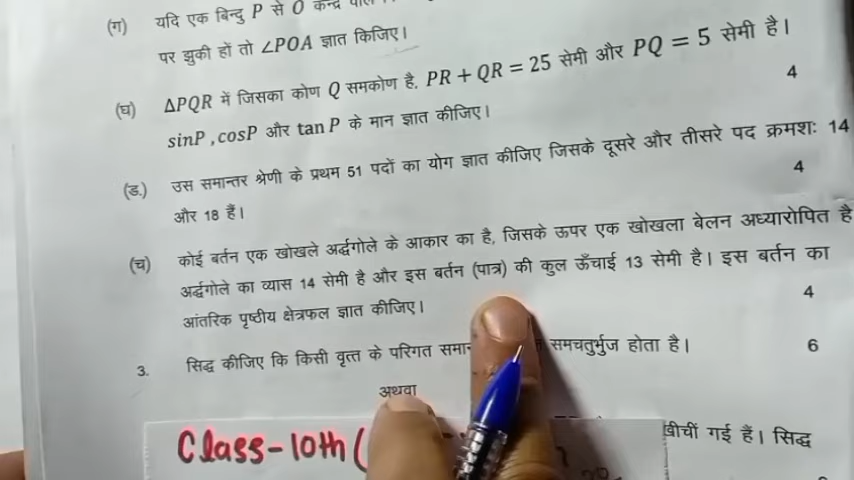 (ग) यदि एक बिन्दु P से O केन्द्र
पर झुकी हों तो ∠POA ज्ञात किजिए।
(घ) ΔPQR में जिसका कोण Q समकोण है, PR + QR = 25 सेमी और PQ = 5 सेमी है।
sinP , cosP और tan P के मान ज्ञात कीजिए। 4
(ड.) उस समान्तर श्रेणी के प्रथम 51 पदों का योग ज्ञात कीजिए जिसके दूसरे और तीसरे पद क्रमशः 14
और 18 हैं। 4
(च) कोई बर्तन एक खोखले अर्द्धगोले के आकार का है, जिसके ऊपर एक खोखला बेलन अध्यारोपित है
अर्द्धगोले का व्यास 14 सेमी है और इस बर्तन (पात्र) की कुल ऊँचाई 13 सेमी है। इस बर्तन का
आंतरिक पृष्ठीय क्षेत्रफल ज्ञात कीजिए। 4
3. सिद्ध कीजिए कि किसी वृत्त के परिगत समचतुर्भुज होता है। 6
अथवा
खींचीं गई हैं। सिद्ध
Class-10th (